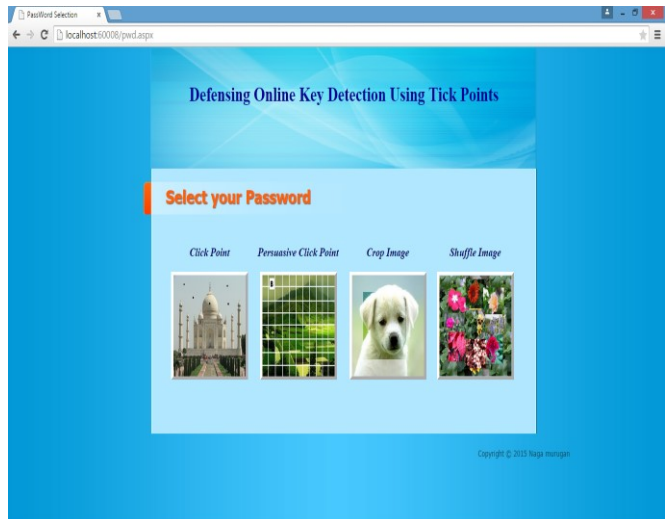 PassWord Selection
localhost:60008/pwd.aspx
Defensing Online Key Detection Using Tick Points
Select your Password
Click Point Persuasive Click Point Crop Image Shuffle Image
Copyright © 2015 Naga murugan